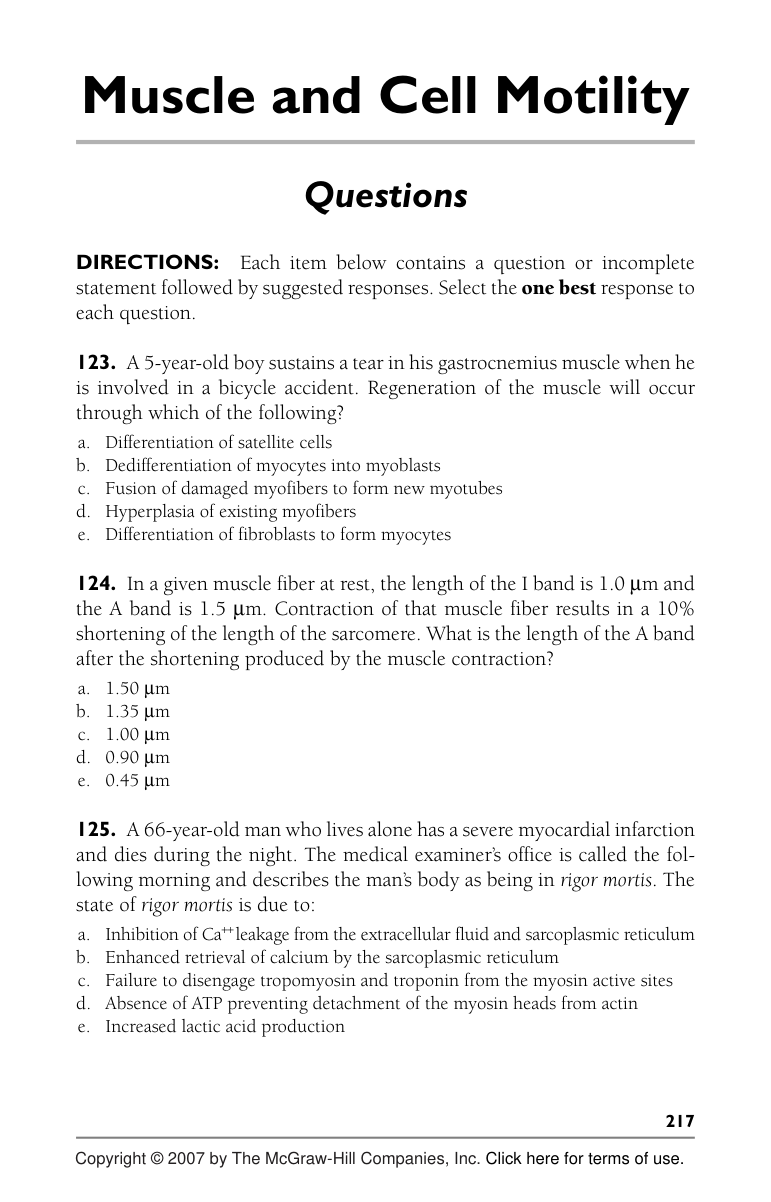 Muscle and Cell Motility
Questions
DIRECTIONS: Each item below contains a question or incomplete
statement followed by suggested responses. Select the one best response to
each question.
123. A 5-year-old boy sustains a tear in his gastrocnemius muscle when he
is involved in a bicycle accident. Regeneration of the muscle will occur
through which of the following?
a. Differentiation of satellite cells
b. Dedifferentiation of myocytes into myoblasts
c. Fusion of damaged myofibers to form new myotubes
d. Hyperplasia of existing myofibers
e. Differentiation of fibroblasts to form myocytes
124. In a given muscle fiber at rest, the length of the I band is 1.0 μm and
the A band is 1.5 μm. Contraction of that muscle fiber results in a 10%
shortening of the length of the sarcomere. What is the length of the A band
after the shortening produced by the muscle contraction?
a. 1.50 μm
b. 1.35 μm
c. 1.00 μm
d. 0.90 μm
e. 0.45 μm
125. A 66-year-old man who lives alone has a severe myocardial infarction
and dies during the night. The medical examiner's office is called the fol-
lowing morning and describes the man's body as being in rigor mortis. The
state of rigor mortis is due to:
a. Inhibition of Ca⁺⁺ leakage from the extracellular fluid and sarcoplasmic reticulum
b. Enhanced retrieval of calcium by the sarcoplasmic reticulum
c. Failure to disengage tropomyosin and troponin from the myosin active sites
d. Absence of ATP preventing detachment of the myosin heads from actin
e. Increased lactic acid production
217
Copyright © 2007 by The McGraw-Hill Companies, Inc. Click here for terms of use.